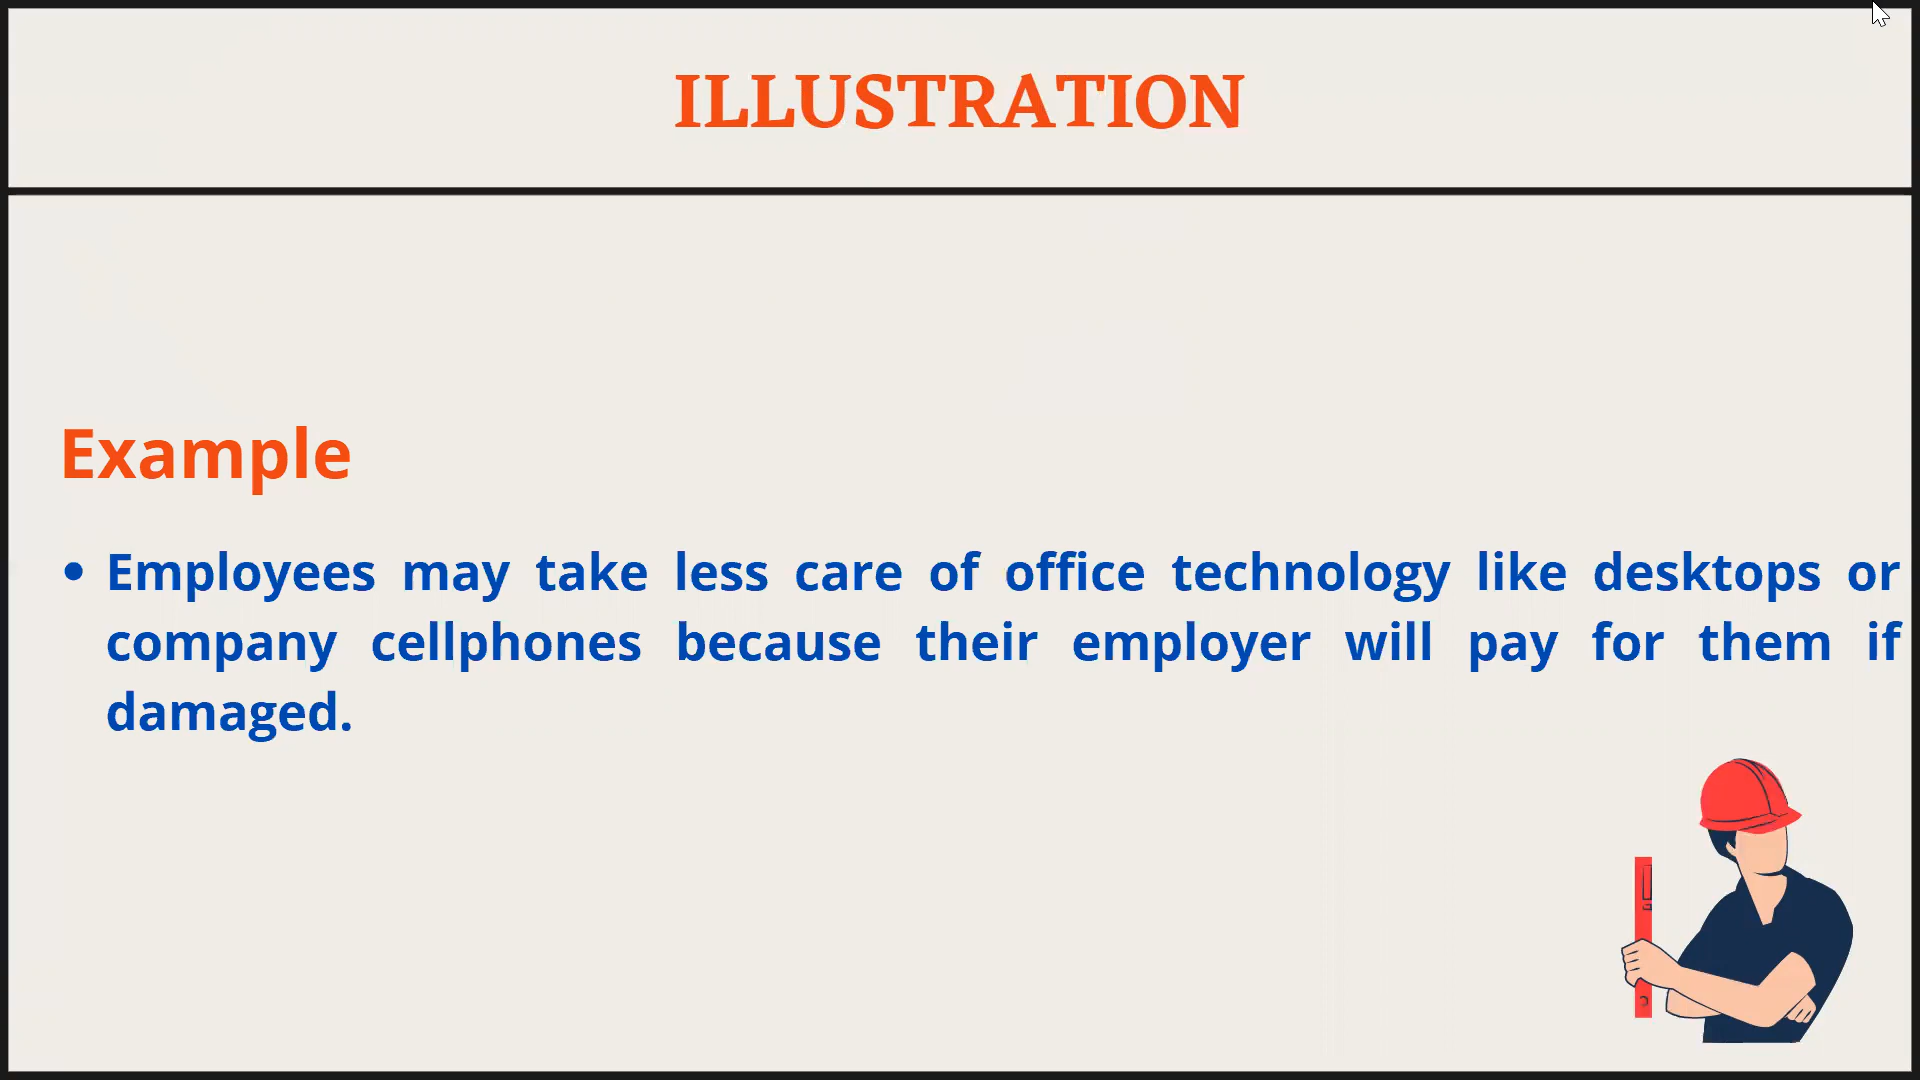 ILLUSTRATION
Example
• Employees may take less care of office technology like desktops or
company cellphones because their employer will pay for them if
damaged.